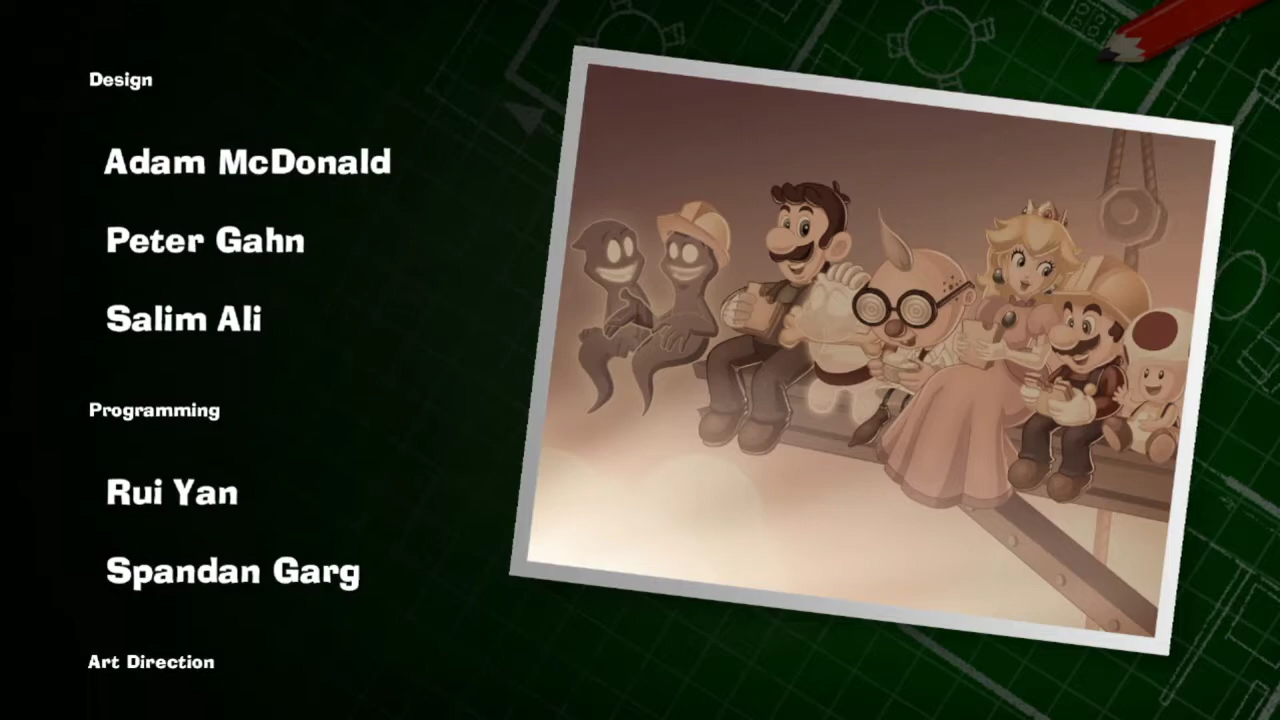 Design
Adam McDonald
Peter Gahn
Salim Ali
Programming
Rui Yan
Spandan Garg
Art Direction